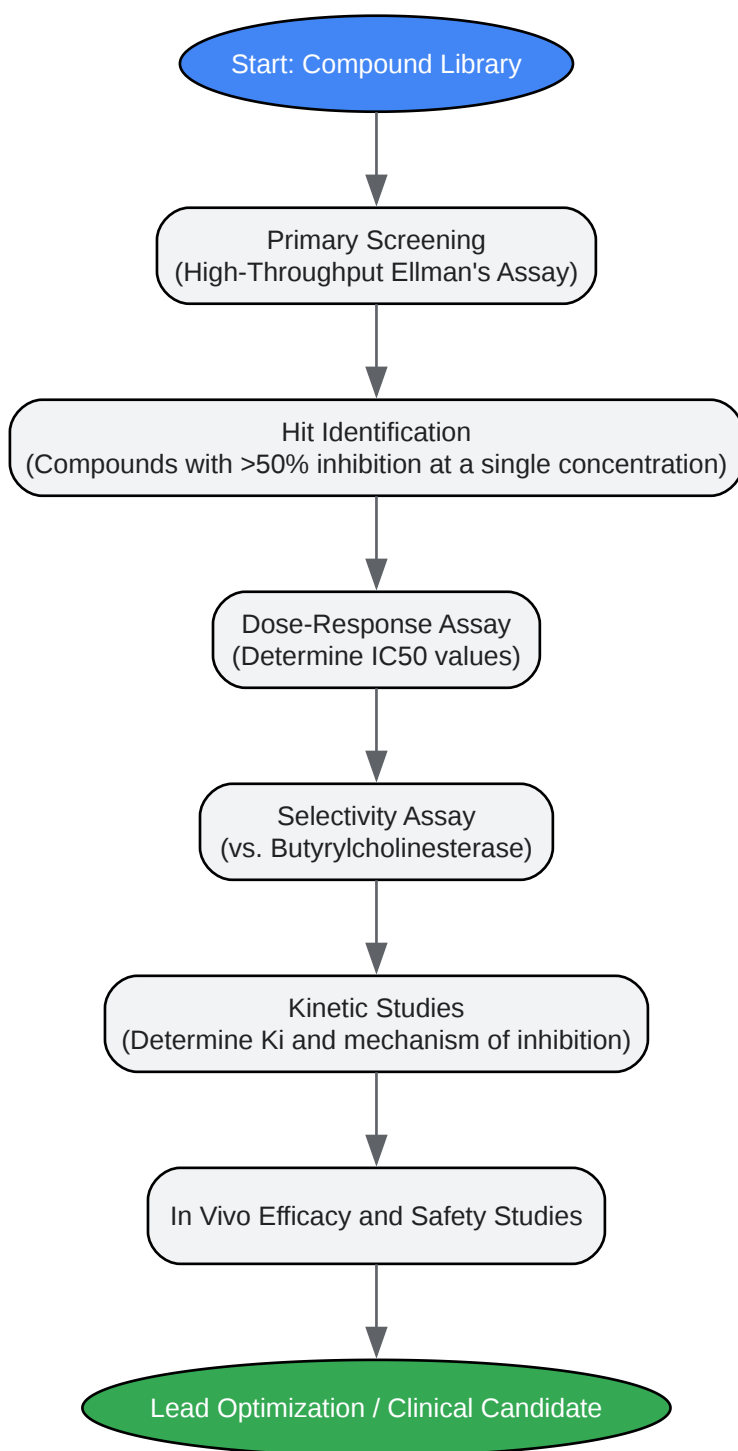 Start: Compound Library
Primary Screening
(High-Throughput Ellman's Assay)
Hit Identification
(Compounds with >50% inhibition at a single concentration)
Dose-Response Assay
(Determine IC50 values)
Selectivity Assay
(vs. Butyrylcholinesterase)
Kinetic Studies
(Determine Ki and mechanism of inhibition)
In Vivo Efficacy and Safety Studies
Lead Optimization / Clinical Candidate